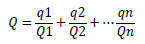 Q = q1/Q1 + q2/Q2 + ⋯ qn/Qn